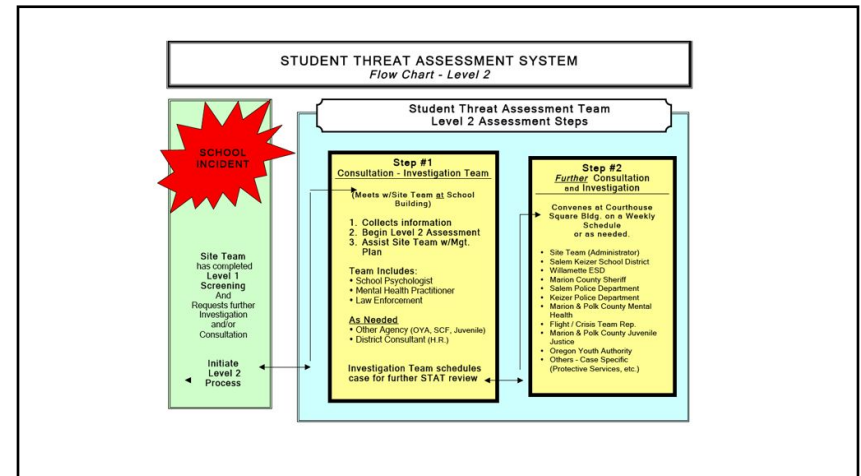 STUDENT THREAT ASSESSMENT SYSTEM
Flow Chart - Level 2
SCHOOL
INCIDENT
Site Team
has completed
Level 1
Screening
And
Requests further
Investigation
and/or
Consultation
Initiate
Level 2
Process
Student Threat Assessment Team
Level 2 Assessment Steps
Step #1
Consultation - Investigation Team
(Meets w/Site Team at School
Building)
1. Collects information
2. Begin Level 2 Assessment
3. Assist Site Team w/Mgt.
Plan
Team Includes:
• School Psychologist
• Mental Health Practitioner
• Law Enforcement
As Needed
• Other Agency (OYA, SCF, Juvenile)
• District Consultant (H.R.)
Investigation Team schedules
case for further STAT review
Step #2
Further Consultation
and Investigation
Convenes at Courthouse
Square Bldg. on a Weekly
Schedule
or as needed.
• Site Team (Administrator)
• Salem Keizer School District
• Willamette ESD
• Marion County Sheriff
• Salem Police Department
• Keizer Police Department
• Marion & Polk County Mental
Health
• Flight / Crisis Team Rep.
• Marion & Polk County Juvenile
Justice
• Oregon Youth Authority
• Others - Case Specific
(Protective Services, etc.)